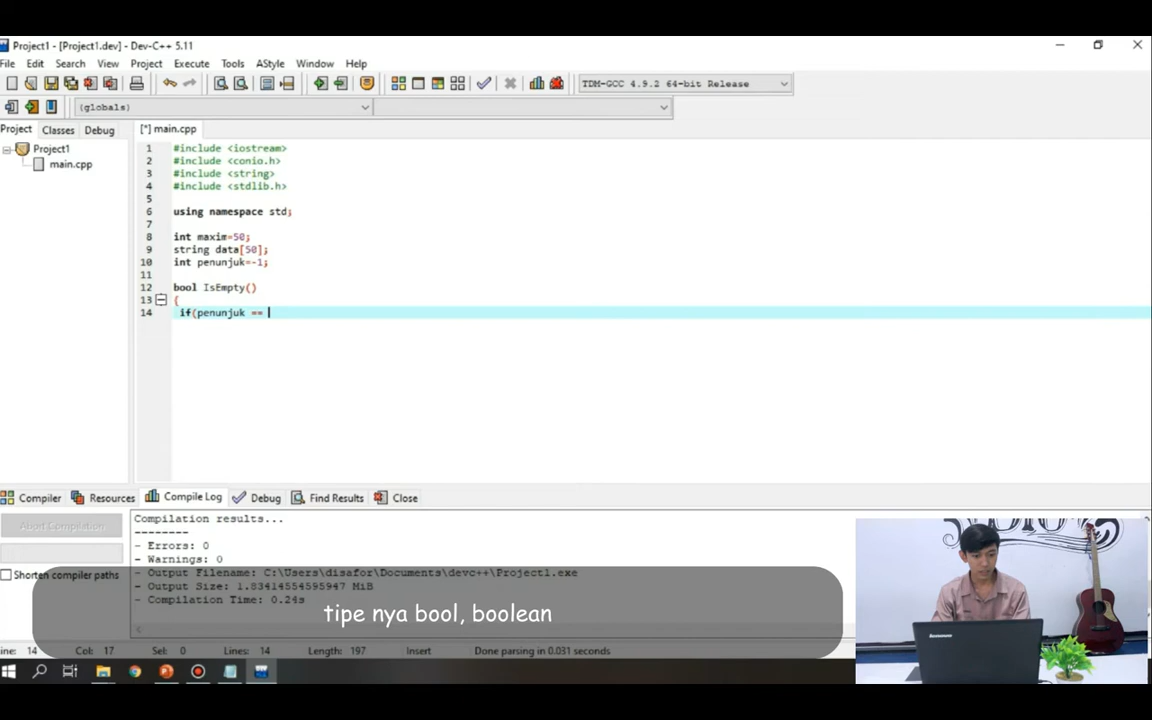 Project1 - [Project1.dev] - Dev-C++ 5.11
File Edit Search View Project Execute Tools AStyle Window Help
TDM-GCC 4.9.2 64-bit Release
(globals)
Project Classes Debug [*] main.cpp
Project1
main.cpp
1 #include <iostream>
2 #include <conio.h>
3 #include <string>
4 #include <stdlib.h>
5
6 using namespace std;
7
8 int maxim=50;
9 string data[50];
10 int penunjuk=-1;
11
12 bool IsEmpty()
13 {
14 if(penunjuk ==
Compiler Resources Compile Log Debug Find Results Close
Abort Compilation
Shorten compiler paths
Compilation results...
--------
- Errors: 0
- Warnings: 0
- Output Filename: C:\Users\disafor\Documents\devc++\Project1.exe
- Output Size: 1.83414554595947 MiB
- Compilation Time: 0.24s
tipe nya bool, boolean
ine: 14 Col: 17 Sel: 0 Lines: 14 Length: 197 Insert Done parsing in 0.031 seconds
lenovo